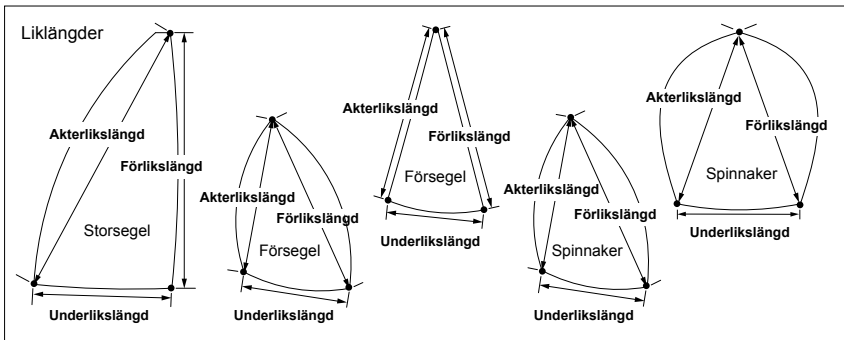 Liklängder
Akterlikslängd
Förlikslängd
Storsegel
Underlikslängd
Akterlikslängd
Förlikslängd
Försegel
Underlikslängd
Akterlikslängd
Förlikslängd
Försegel
Underlikslängd
Akterlikslängd
Förlikslängd
Spinnaker
Underlikslängd
Akterlikslängd
Förlikslängd
Spinnaker
Underlikslängd